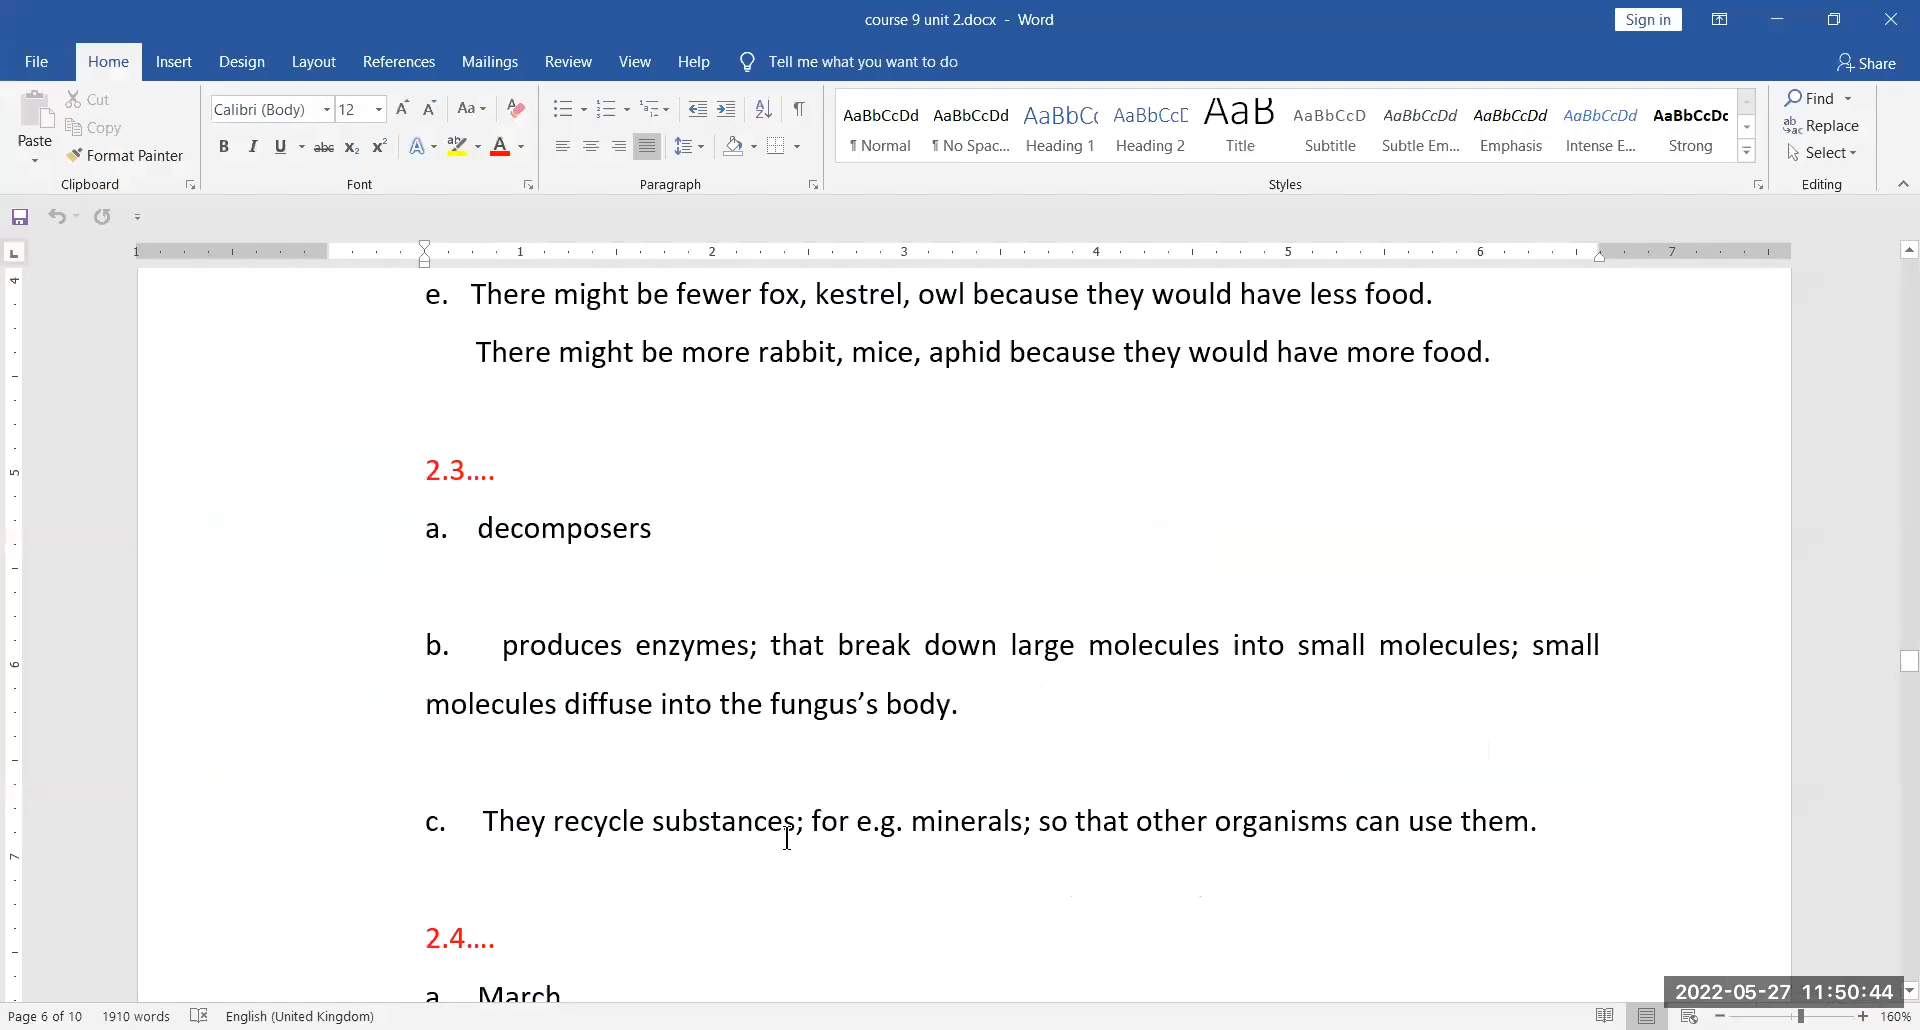 course 9 unit 2.docx - Word
Sign in
File Home Insert Design Layout References Mailings Review View Help Tell me what you want to do
Share
Paste
Cut
Copy
Format Painter
Clipboard
Calibri (Body) 12
Font
Paragraph
AaBbCcDd AaBbCcDd AaBbCc AaBbCcD AaB AaBbCcD AaBbCcDd AaBbCcDd AaBbCcDd AaBbCcDc
¶ Normal ¶ No Spac... Heading 1 Heading 2 Title Subtitle Subtle Em... Emphasis Intense E... Strong
Styles
Find
Replace
Select
Editing
1 1 2 3 4 5 6 7
4
5
6
7
e. There might be fewer fox, kestrel, owl because they would have less food.
There might be more rabbit, mice, aphid because they would have more food.
2.3....
a. decomposers
b. produces enzymes; that break down large molecules into small molecules; small
molecules diffuse into the fungus’s body.
c. They recycle substances; for e.g. minerals; so that other organisms can use them.
2.4....
a. March
2022-05-27 11:50:44
Page 6 of 10 1910 words English (United Kingdom) 160%